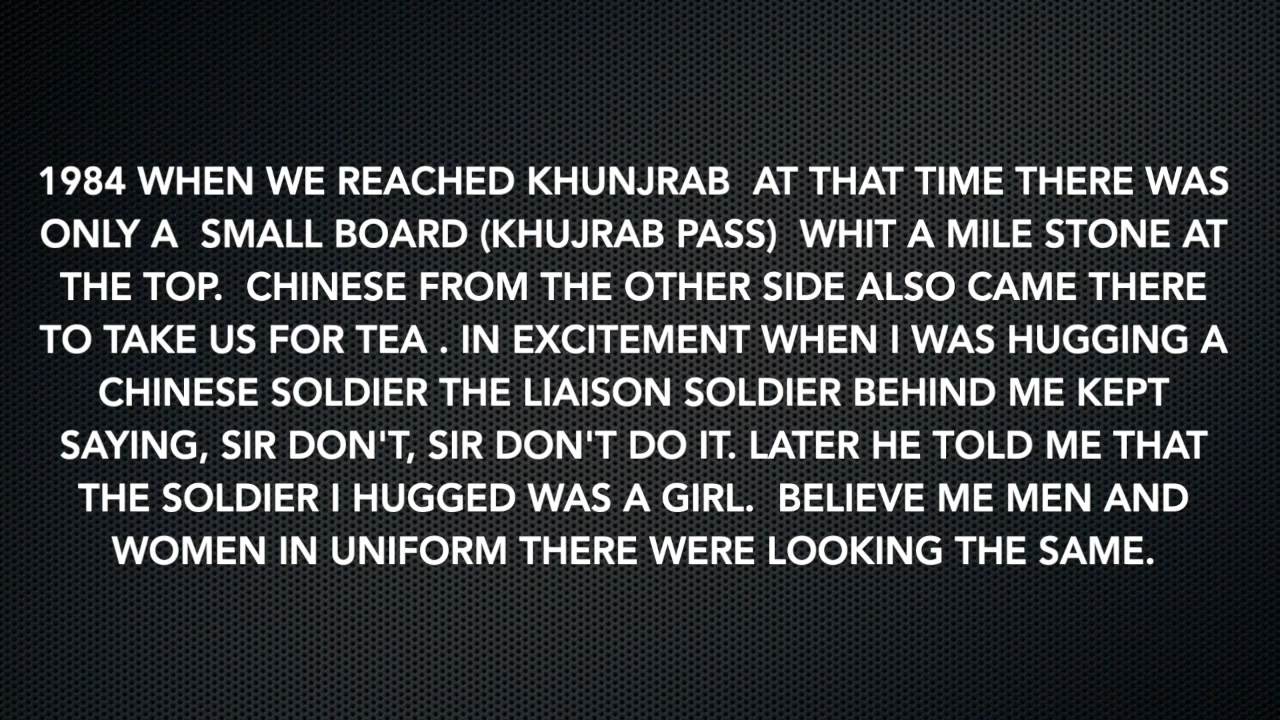 1984 WHEN WE REACHED KHUNJRAB  AT THAT TIME THERE WAS
ONLY A  SMALL BOARD (KHUJRAB PASS)  WHIT A MILE STONE AT
THE TOP.  CHINESE FROM THE OTHER SIDE ALSO CAME THERE
TO TAKE US FOR TEA . IN EXCITEMENT WHEN I WAS HUGGING A
CHINESE SOLDIER THE LIAISON SOLDIER BEHIND ME KEPT
SAYING, SIR DON'T, SIR DON'T DO IT. LATER HE TOLD ME THAT
THE SOLDIER I HUGGED WAS A GIRL.  BELIEVE ME MEN AND
WOMEN IN UNIFORM THERE WERE LOOKING THE SAME.